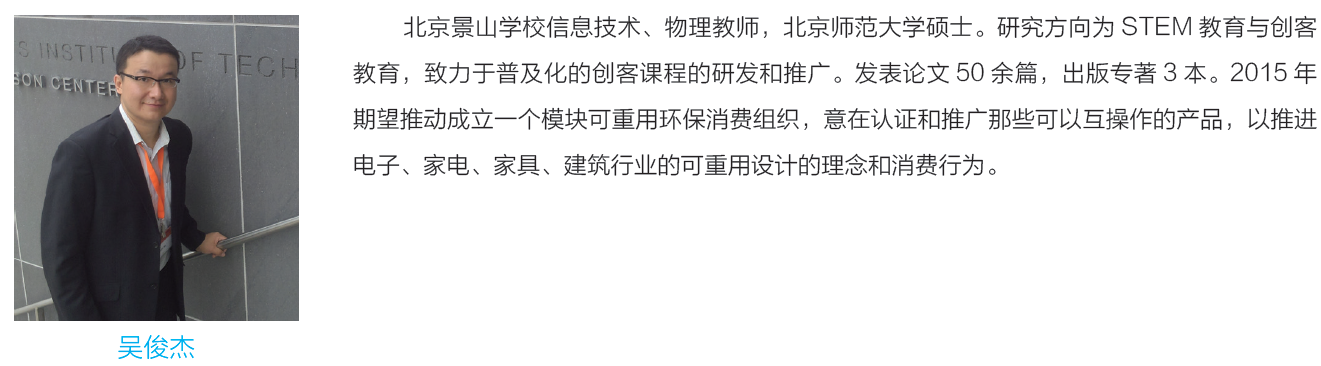 S INSTITUTE OF TECH
SON CENTER
北京景山学校信息技术、物理教师，北京师范大学硕士。研究方向为 STEM 教育与创客
教育，致力于普及化的创客课程的研发和推广。发表论文 50 余篇，出版专著 3 本。2015 年
期望推动成立一个模块可重用环保消费组织，意在认证和推广那些可以互操作的产品，以推进
电子、家电、家具、建筑行业的可重用设计的理念和消费行为。
吴俊杰